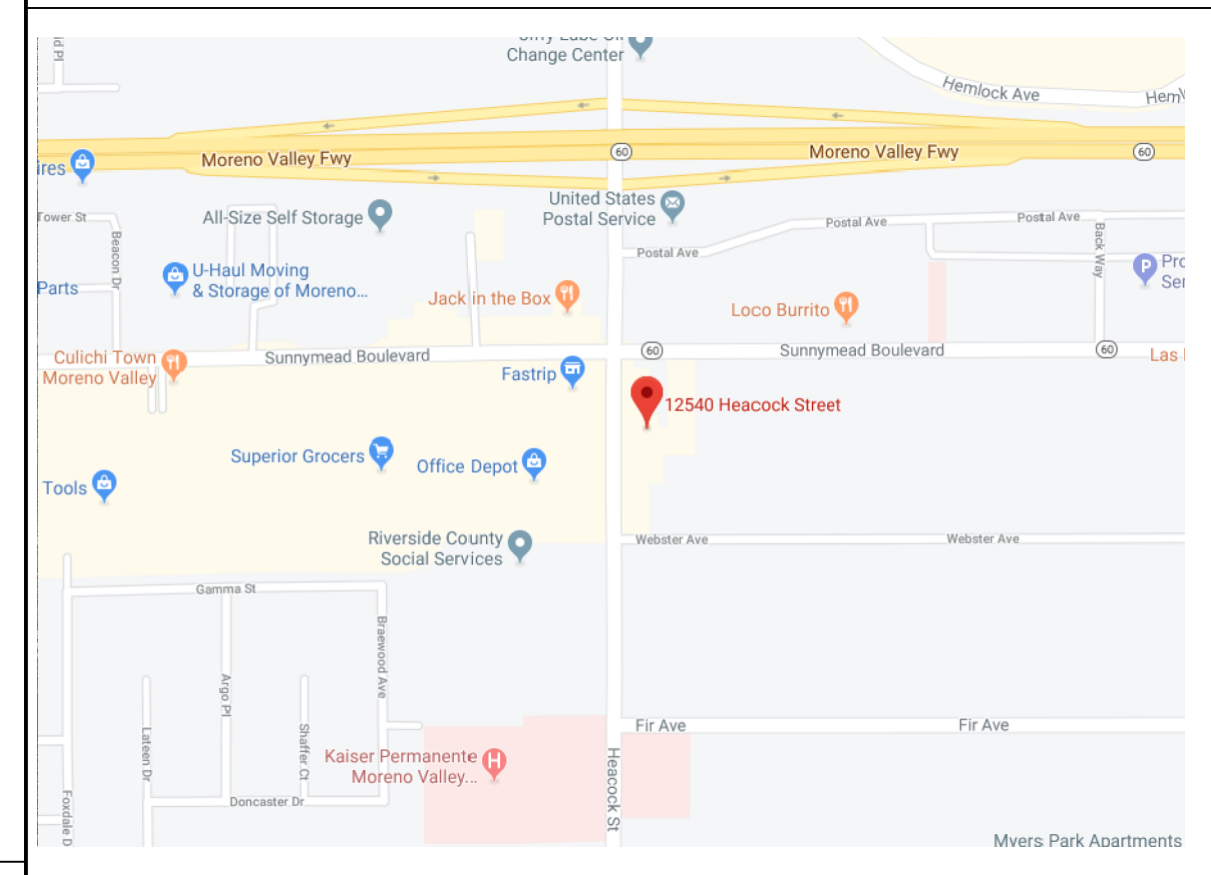 Change Center
Hemlock Ave
Moreno Valley Fwy
60
Moreno Valley Fwy
60
United States
Postal Service
All-Size Self Storage
Tower St
Beacon Dr
Postal Ave
Postal Ave
Postal Ave
Back Way
U-Haul Moving
& Storage of Moreno...
Parts
Jack in the Box
Loco Burrito
P
Sunnymead Boulevard
60
Sunnymead Boulevard
60
Las
Culichi Town
Moreno Valley
Fastrip
12540 Heacock Street
Superior Grocers
Office Depot
Tools
Riverside County
Social Services
Webster Ave
Webster Ave
Gamma St
Braewood Ave
Argo Pl
Shaffer Ct
Lateen Dr
Foxdale D
Doncaster Dr
Fir Ave
Fir Ave
Kaiser Permanente
Moreno Valley...
H
Heacock St
Myers Park Apartments